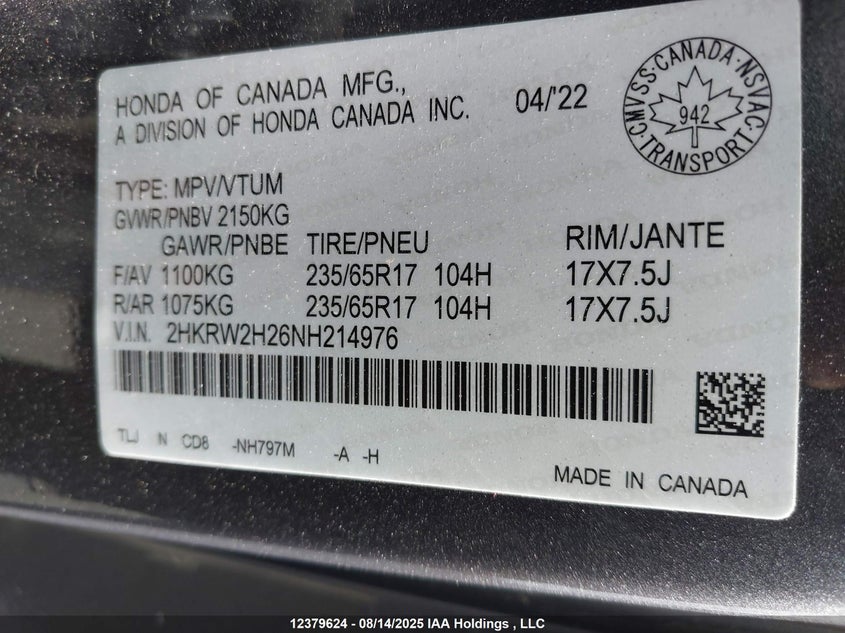 HONDA OF CANADA MFG.,
A DIVISION OF HONDA CANADA INC. 04/'22
CMVSS·CANADA·NSVAC·TRANSPORT·
942
TYPE: MPV/VTUM
GVWR/PNBV 2150KG
GAWR/PNBE TIRE/PNEU RIM/JANTE
F/AV 1100KG 235/65R17 104H 17X7.5J
R/AR 1075KG 235/65R17 104H 17X7.5J
V.I.N. 2HKRW2H26NH214976
TLJ N CD8 -NH797M -A -H
MADE IN CANADA
12379624 - 08/14/2025 IAA Holdings , LLC